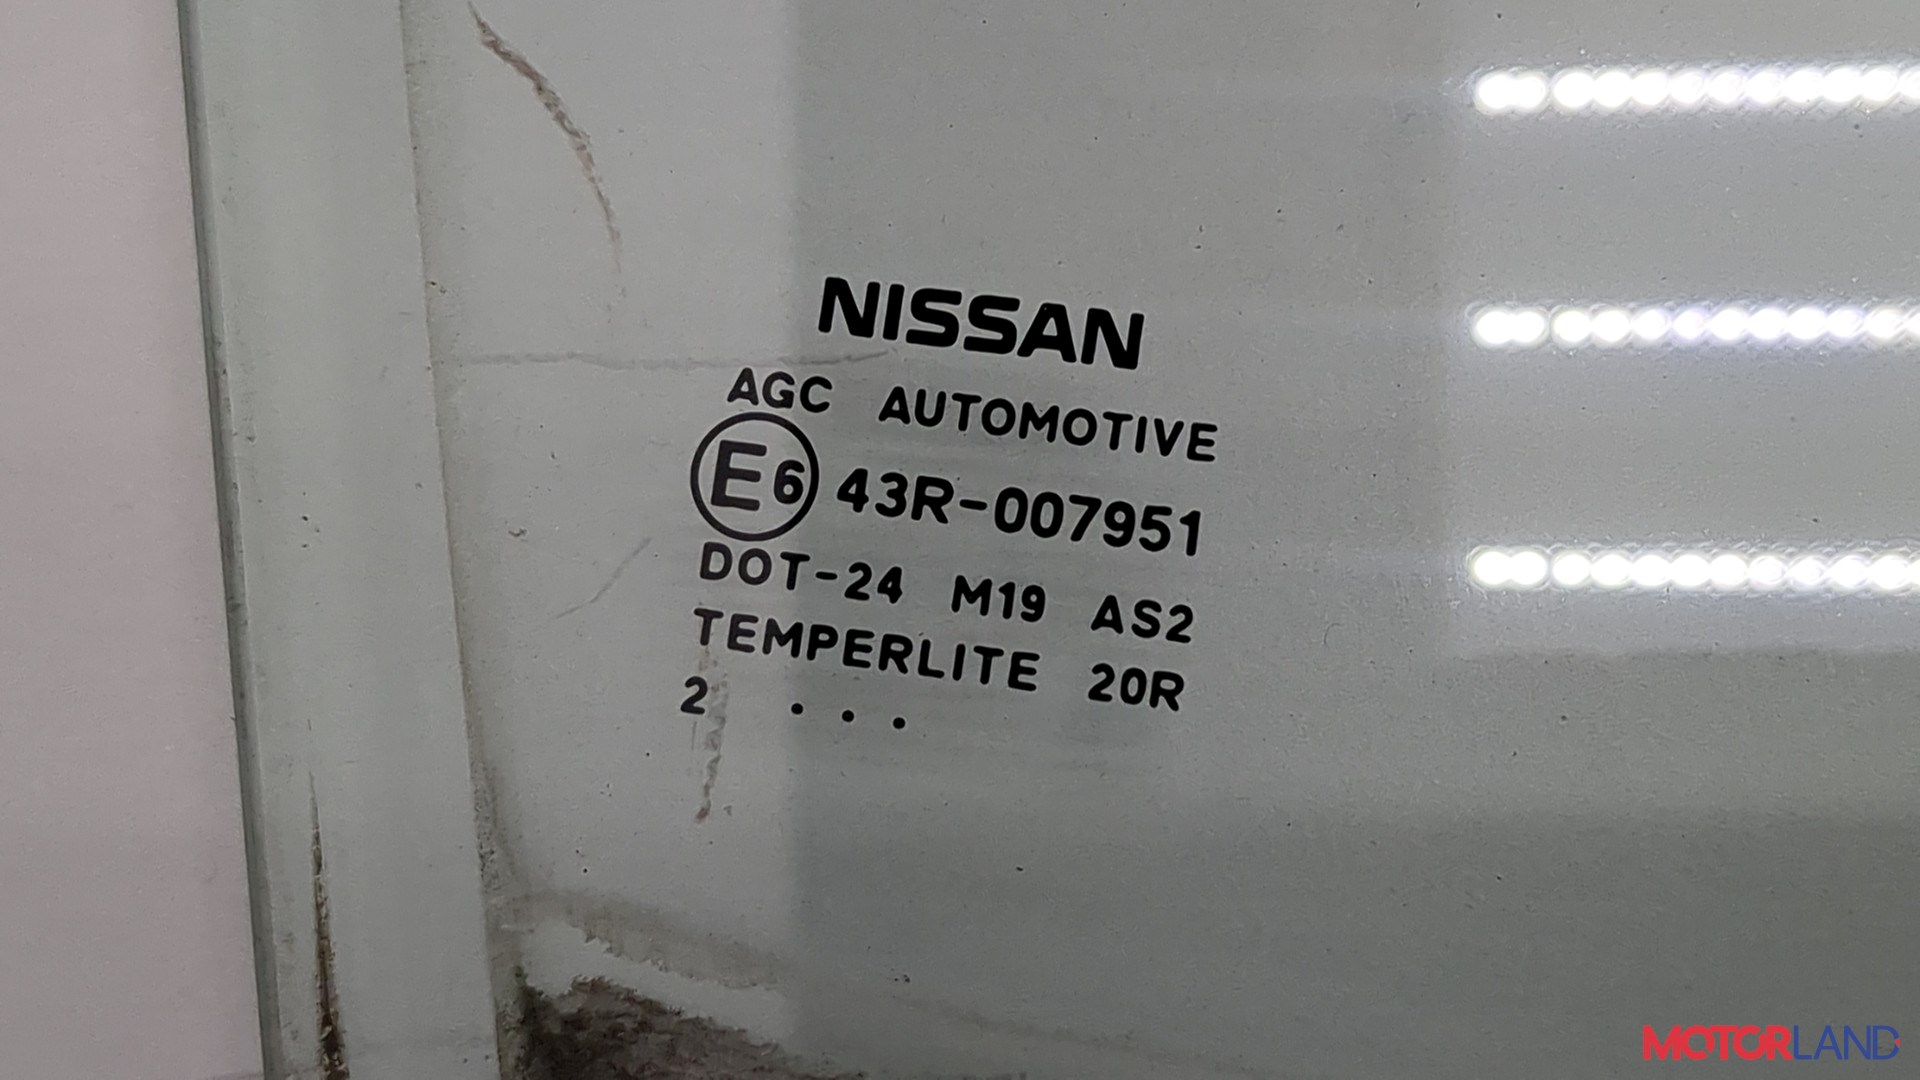 NISSAN
AGC AUTOMOTIVE
E6 43R-007951
DOT-24 M19 AS2
TEMPERLITE 20R
2 . . .
MOTORLAND